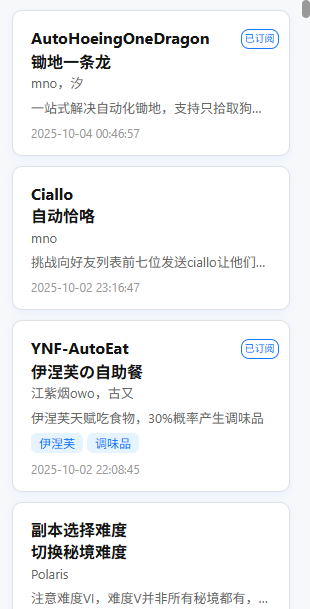 AutoHoeingOneDragon 已订阅
锄地一条龙
mno，汐
一站式解决自动化锄地，支持只拾取狗...
2025-10-04 00:46:57
Ciallo
自动恰咯
mno
挑战向好友列表前七位发送ciallo让他们...
2025-10-02 23:16:47
YNF-AutoEat 已订阅
伊涅芙の自助餐
江紫烟owo，古又
伊涅芙天赋吃食物，30%概率产生调味品
伊涅芙 调味品
2025-10-02 22:08:45
副本选择难度
切换秘境难度
Polaris
注意难度VI，难度V并非所有秘境都有，...